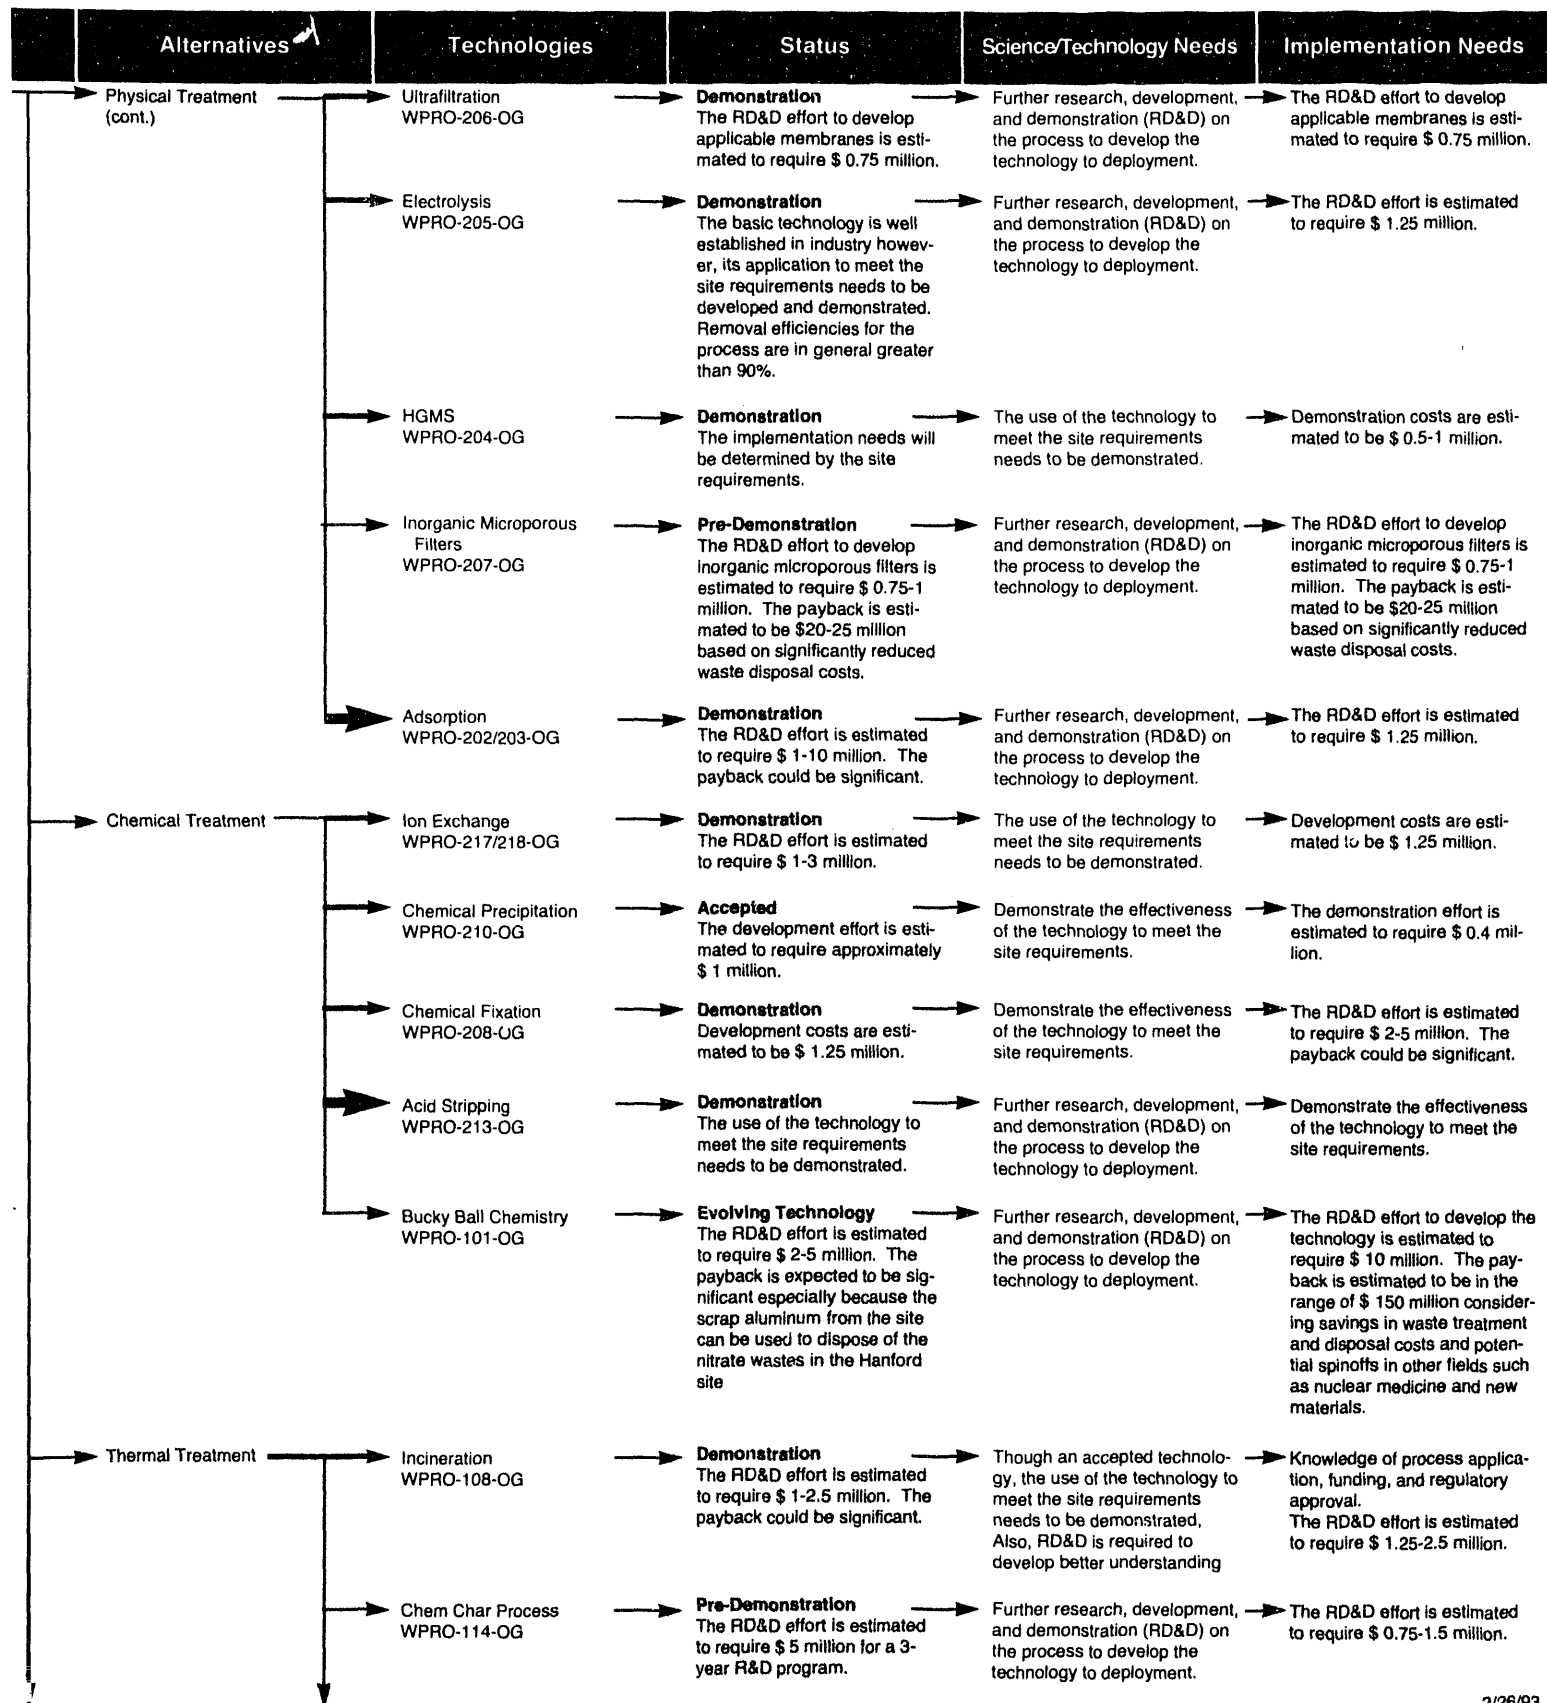 Alternatives
Technologies
Status
Science/Technology Needs
Implementation Needs
Physical Treatment
(cont.)
Ultrafiltration
WPRO-206-OG
Demonstration
The RD&D effort to develop
applicable membranes is esti-
mated to require $ 0.75 million.
Further research, development,
and demonstration (RD&D) on
the process to develop the
technology to deployment.
The RD&D effort to develop
applicable membranes is esti-
mated to require $ 0.75 million.
Electrolysis
WPRO-205-OG
Demonstration
The basic technology is well
established in industry howev-
er, its application to meet the
site requirements needs to be
developed and demonstrated.
Removal efficiencies for the
process are in general greater
than 90%.
Further research, development,
and demonstration (RD&D) on
the process to develop the
technology to deployment.
The RD&D effort is estimated
to require $ 1.25 million.
HGMS
WPRO-204-OG
Demonstration
The implementation needs will
be determined by the site
requirements.
The use of the technology to
meet the site requirements
needs to be demonstrated.
Demonstration costs are esti-
mated to be $ 0.5-1 million.
Inorganic Microporous
Filters
WPRO-207-OG
Pre-Demonstration
The RD&D effort to develop
inorganic microporous filters is
estimated to require $ 0.75-1
million. The payback is esti-
mated to be $20-25 million
based on significantly reduced
waste disposal costs.
Further research, development,
and demonstration (RD&D) on
the process to develop the
technology to deployment.
The RD&D effort to develop
inorganic microporous filters is
estimated to require $ 0.75-1
million. The payback is esti-
mated to be $20-25 million
based on significantly reduced
waste disposal costs.
Adsorption
WPRO-202/203-OG
Demonstration
The RD&D effort is estimated
to require $ 1-10 million. The
payback could be significant.
Further research, development,
and demonstration (RD&D) on
the process to develop the
technology to deployment.
The RD&D effort is estimated
to require $ 1.25 million.
Chemical Treatment
Ion Exchange
WPRO-217/218-OG
Demonstration
The RD&D effort is estimated
to require $ 1-3 million.
The use of the technology to
meet the site requirements
needs to be demonstrated.
Development costs are esti-
mated to be $ 1.25 million.
Chemical Precipitation
WPRO-210-OG
Accepted
The development effort is esti-
mated to require approximately
$ 1 million.
Demonstrate the effectiveness
of the technology to meet the
site requirements.
The demonstration effort is
estimated to require $ 0.4 mil-
lion.
Chemical Fixation
WPRO-208-OG
Demonstration
Development costs are esti-
mated to be $ 1.25 million.
Demonstrate the effectiveness
of the technology to meet the
site requirements.
The RD&D effort is estimated
to require $ 2-5 million. The
payback could be significant.
Acid Stripping
WPRO-213-OG
Demonstration
The use of the technology to
meet the site requirements
needs to be demonstrated.
Further research, development,
and demonstration (RD&D) on
the process to develop the
technology to deployment.
Demonstrate the effectiveness
of the technology to meet the
site requirements.
Bucky Ball Chemistry
WPRO-101-OG
Evolving Technology
The RD&D effort is estimated
to require $ 2-5 million. The
payback is expected to be sig-
nificant especially because the
scrap aluminum from the site
can be used to dispose of the
nitrate wastes in the Hanford
site
Further research, development,
and demonstration (RD&D) on
the process to develop the
technology to deployment.
The RD&D effort to develop the
technology is estimated to
require $ 10 million. The pay-
back is estimated to be in the
range of $ 150 million consider-
ing savings in waste treatment
and disposal costs and poten-
tial spinoffs in other fields such
as nuclear medicine and new
materials.
Thermal Treatment
Incineration
WPRO-108-OG
Demonstration
The RD&D effort is estimated
to require $ 1-2.5 million. The
payback could be significant.
Though an accepted technolo-
gy, the use of the technology to
meet the site requirements
needs to be demonstrated,
Also, RD&D is required to
develop better understanding
Knowledge of process applica-
tion, funding, and regulatory
approval.
The RD&D effort is estimated
to require $ 1.25-2.5 million.
Chem Char Process
WPRO-114-OG
Pre-Demonstration
The RD&D effort is estimated
to require $ 5 million for a 3-
year R&D program.
Further research, development,
and demonstration (RD&D) on
the process to develop the
technology to deployment.
The RD&D effort is estimated
to require $ 0.75-1.5 million.
2/26/93